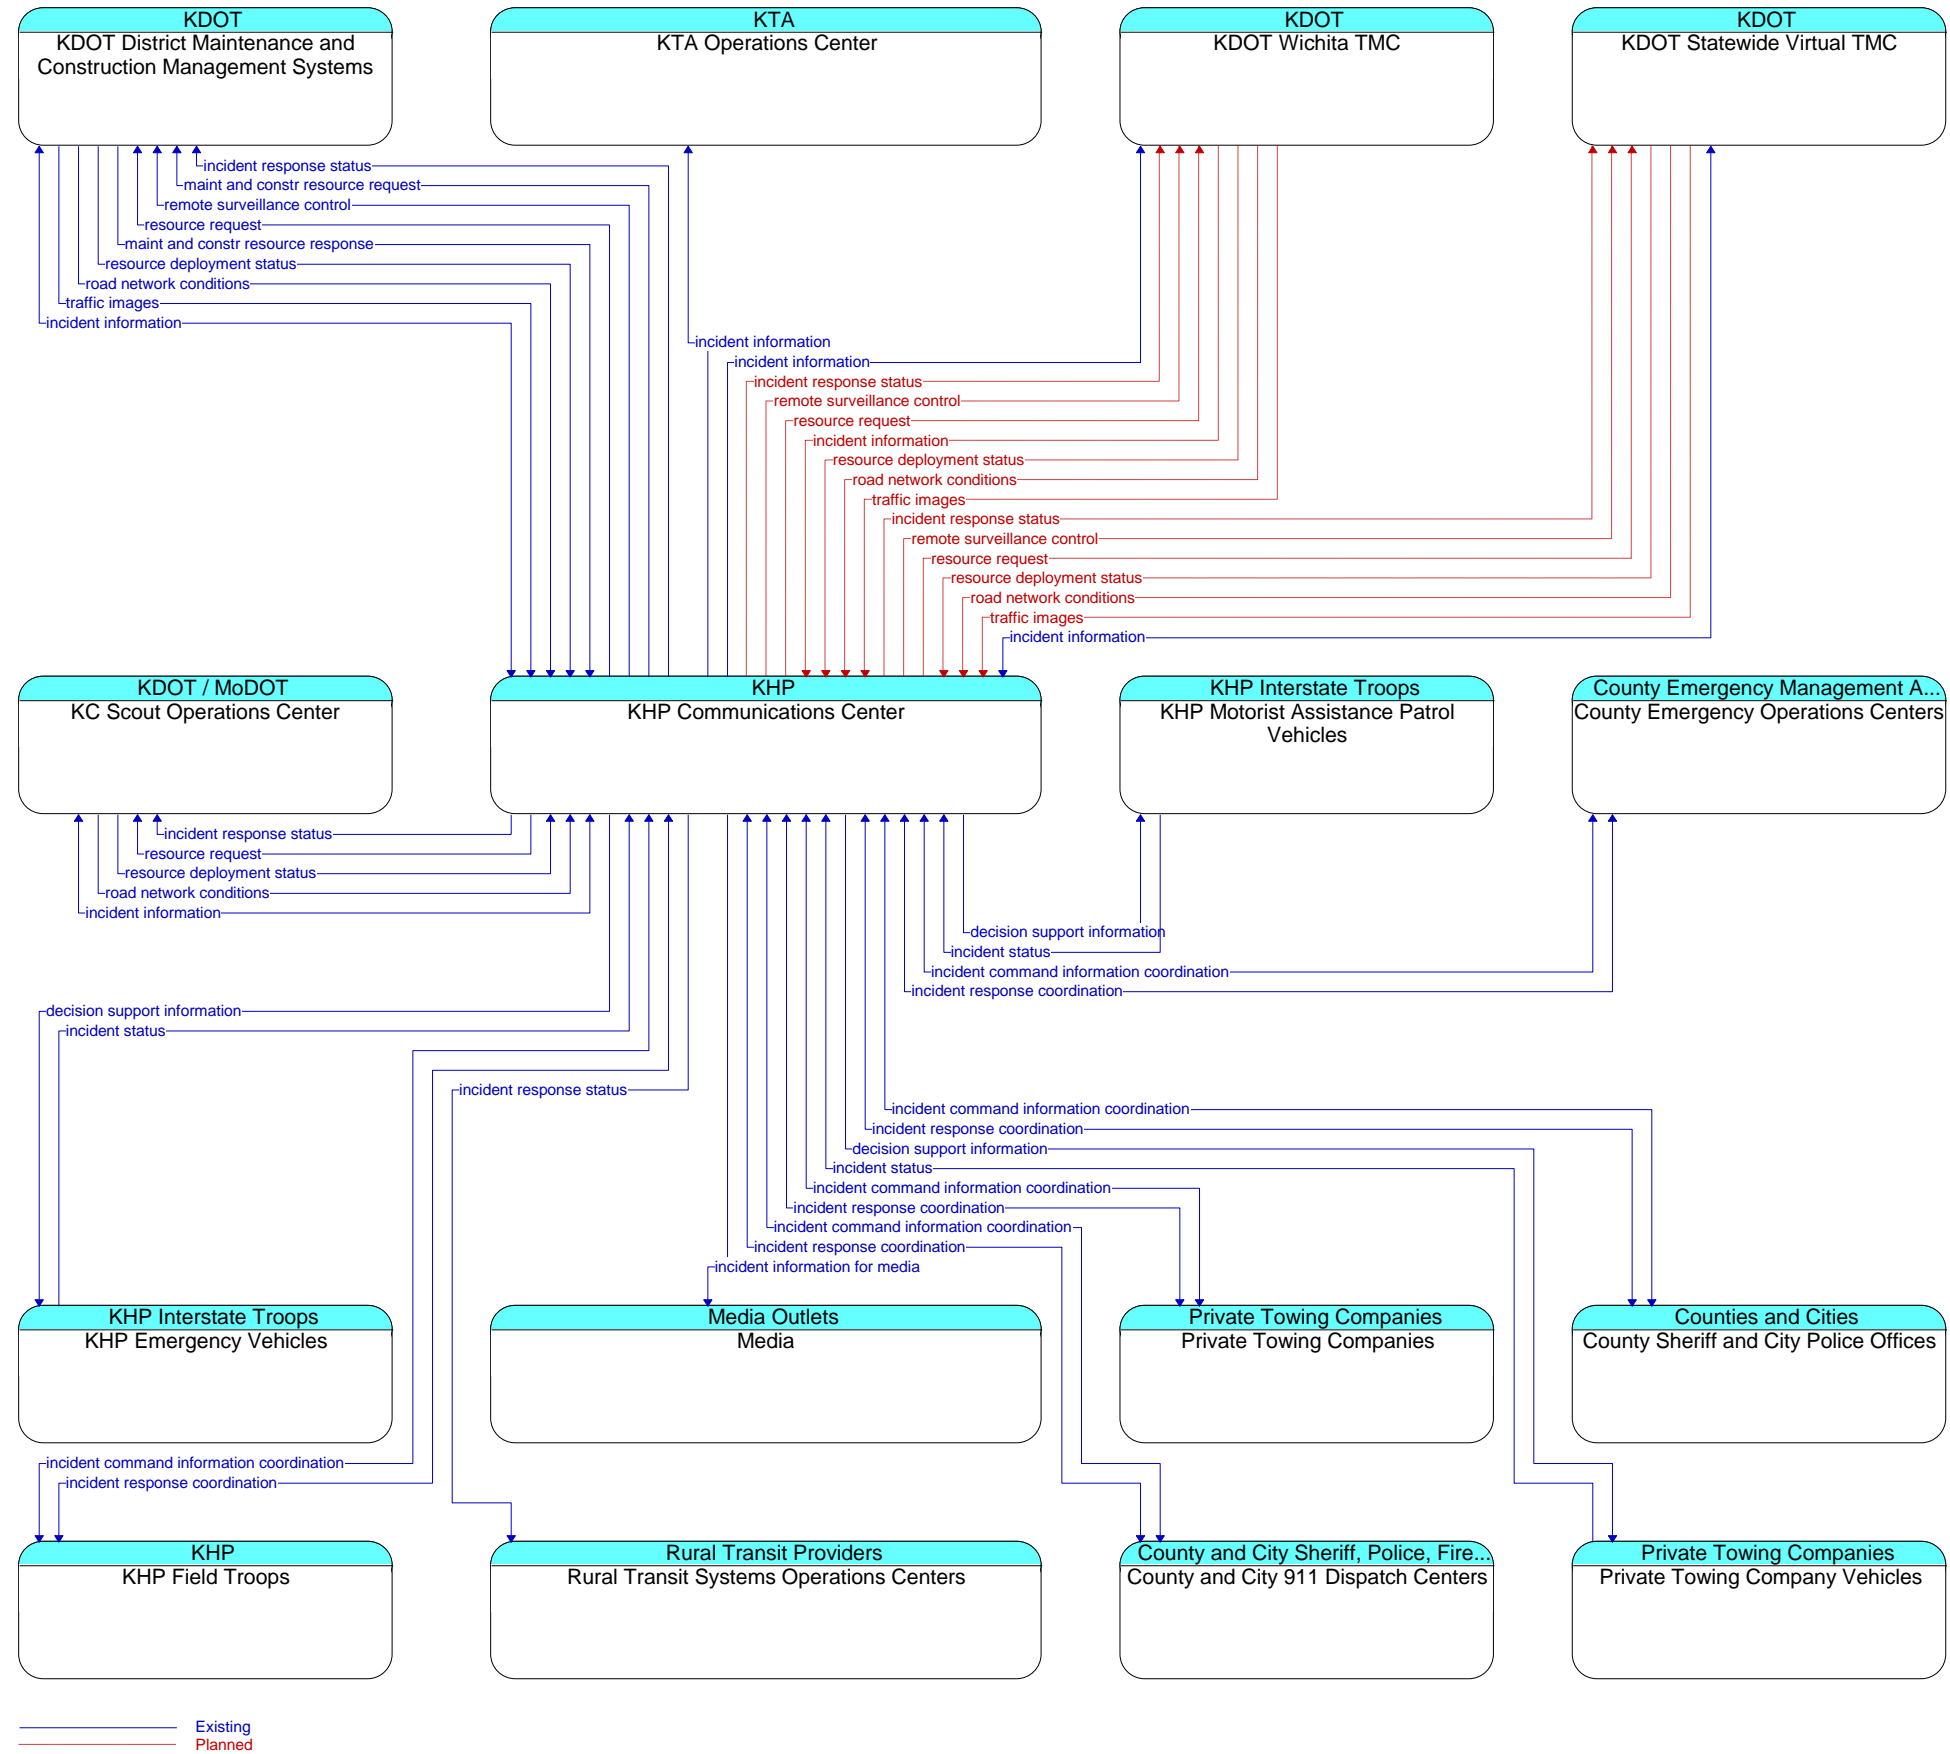 KDOT
KDOT District Maintenance and
Construction Management Systems
KTA
KTA Operations Center
KDOT
KDOT Wichita TMC
KDOT
KDOT Statewide Virtual TMC
incident response status
maint and constr resource request
remote surveillance control
resource request
maint and constr resource response
resource deployment status
road network conditions
traffic images
incident information
incident information
incident information
incident response status
remote surveillance control
resource request
incident information
resource deployment status
road network conditions
traffic images
incident response status
remote surveillance control
resource request
resource deployment status
road network conditions
traffic images
incident information
KDOT / MoDOT
KC Scout Operations Center
KHP
KHP Communications Center
KHP Interstate Troops
KHP Motorist Assistance Patrol
Vehicles
County Emergency Management A...
County Emergency Operations Centers
incident response status
resource request
resource deployment status
road network conditions
incident information
decision support information
incident status
incident command information coordination
incident response coordination
decision support information
incident status
incident response status
incident command information coordination
incident response coordination
decision support information
incident status
incident command information coordination
incident response coordination
incident command information coordination
incident response coordination
incident information for media
KHP Interstate Troops
KHP Emergency Vehicles
Media Outlets
Media
Private Towing Companies
Private Towing Companies
Counties and Cities
County Sheriff and City Police Offices
incident command information coordination
incident response coordination
KHP
KHP Field Troops
Rural Transit Providers
Rural Transit Systems Operations Centers
County and City Sheriff, Police, Fire...
County and City 911 Dispatch Centers
Private Towing Companies
Private Towing Company Vehicles
Existing
Planned